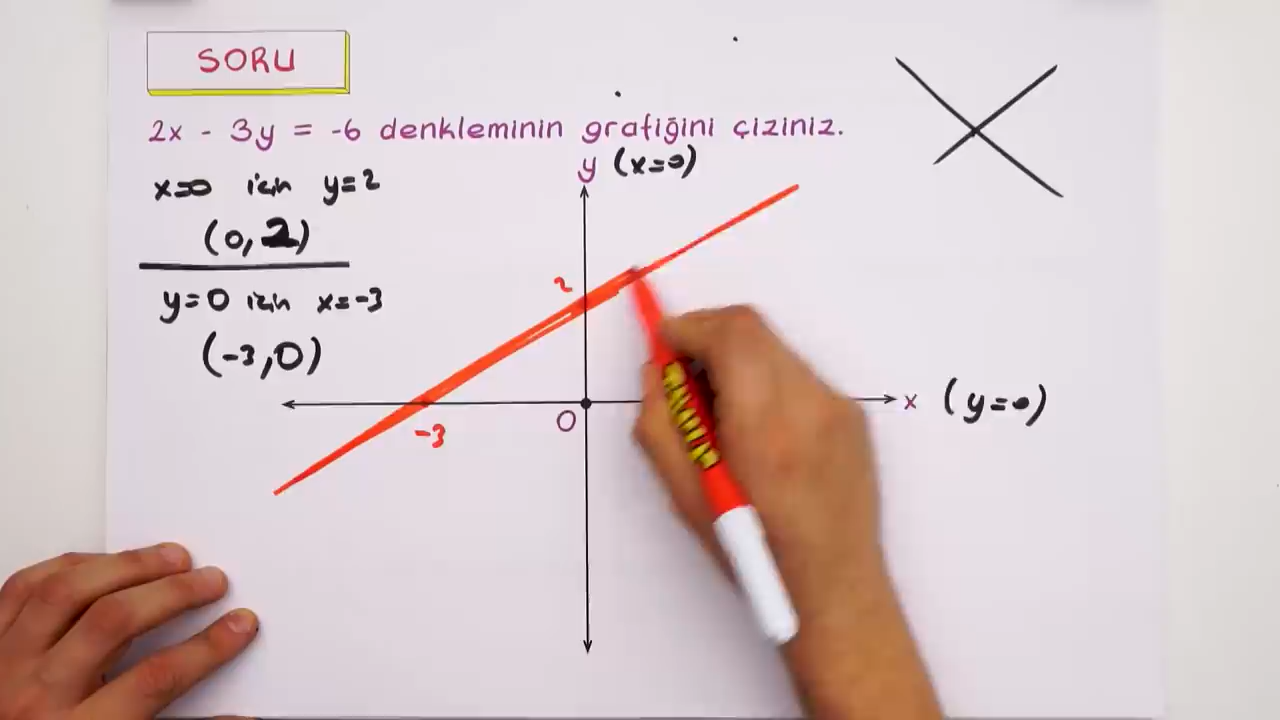 SORU
2x - 3y = -6 denkleminin grafiğini çiziniz.
x=0 için y=2
(0,2)
y=0 için x=-3
(-3,0)
y (x=0)
2
-3
0
x (y=0)